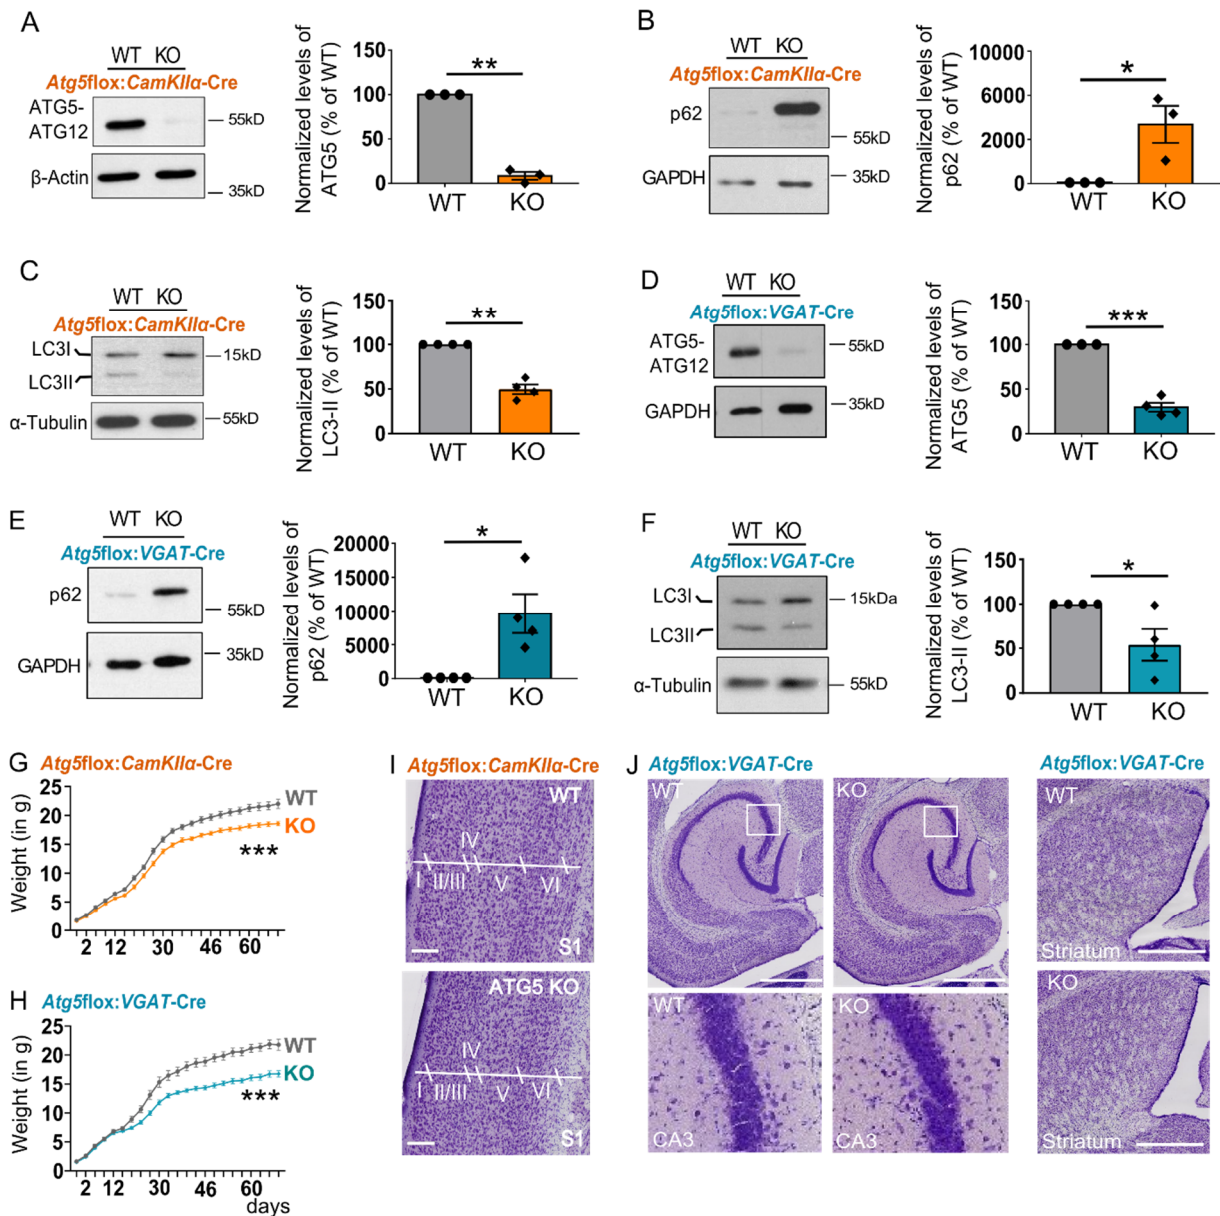 A
WT KO
Atg5flox:CamKIIα-Cre
ATG5-
ATG12
55kD
β-Actin
35kD
Normalized levels of
ATG5 (% of WT)
150
100
50
0
**
WT KO
B
WT KO
Atg5flox:CamKIIα-Cre
p62
55kD
GAPDH
35kD
Normalized levels of
p62 (% of WT)
10000
6000
2000
0
*
WT KO
C
WT KO
Atg5flox:CamKIIα-Cre
LC3I
15kD
LC3II
α-Tubulin
55kD
Normalized levels of
LC3-II (% of WT)
150
100
50
0
**
WT KO
D
WT KO
Atg5flox:VGAT-Cre
ATG5-
ATG12
55kD
GAPDH
35kD
Normalized levels of
ATG5 (% of WT)
150
100
50
0
***
WT KO
E
WT KO
Atg5flox:VGAT-Cre
p62
55kD
GAPDH
35kD
Normalized levels of
p62 (% of WT)
20000
15000
10000
5000
0
*
WT KO
F
WT KO
Atg5flox:VGAT-Cre
LC3I
15kDa
LC3II
α-Tubulin
55kD
Normalized levels of
LC3-II (% of WT)
150
100
50
0
*
WT KO
G Atg5flox:CamKIIα-Cre
Weight (in g)
25
20
15
10
5
0
WT
KO
***
2 12 30 46 60
H Atg5flox:VGAT-Cre
Weight (in g)
25
20
15
10
5
0
WT
KO
***
2 12 30 46 60
days
I Atg5flox:CamKIIα-Cre
WT
IV
I II/III V VI
S1
ATG5 KO
IV
I II/III V VI
S1
J Atg5flox:VGAT-Cre
WT
KO
WT
CA3
KO
CA3
Atg5flox:VGAT-Cre
WT
Striatum
KO
Striatum